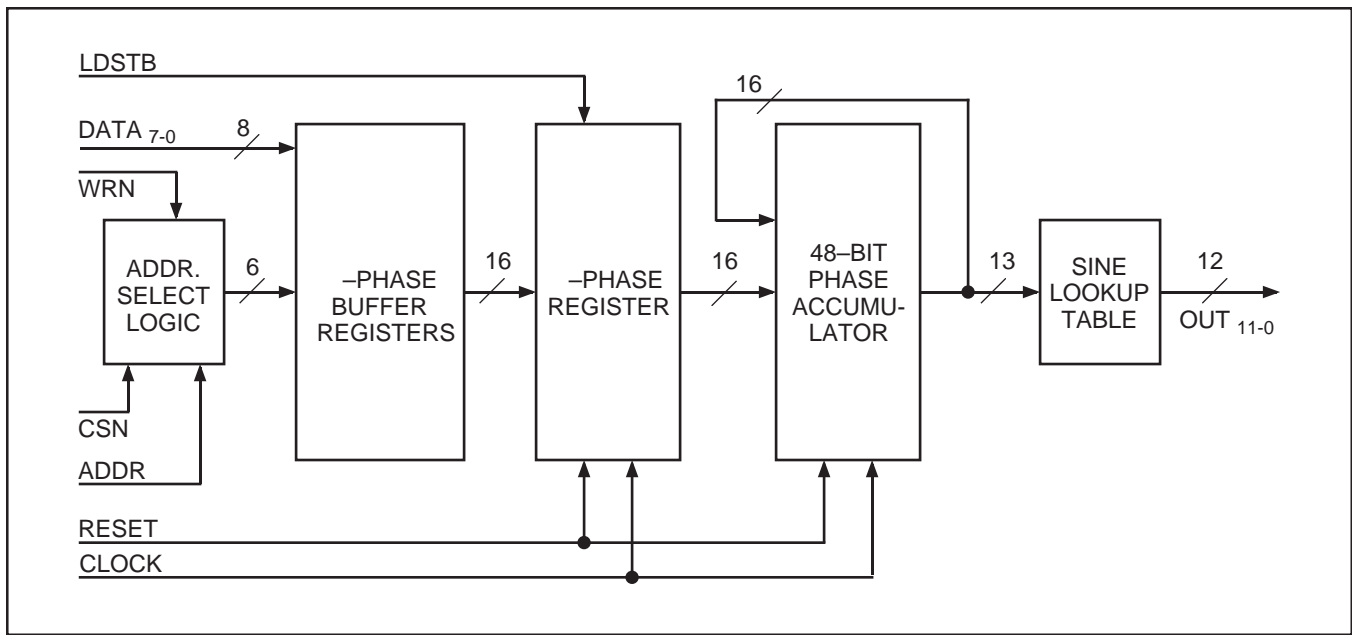 LDSTB
16
DATA 7-0
8
WRN
ADDR.
SELECT
LOGIC
6
–PHASE
BUFFER
REGISTERS
16
–PHASE
REGISTER
16
48–BIT
PHASE
ACCUMU-
LATOR
13
SINE
LOOKUP
TABLE
12
OUT 11-0
CSN
ADDR
RESET
CLOCK